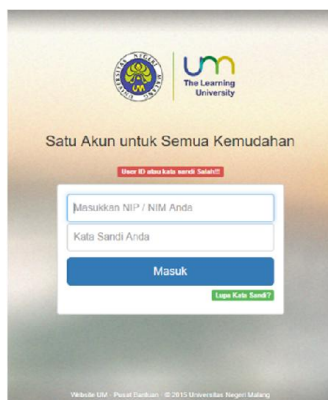 UNIVERSITAS NEGERI MALANG
UM
The Learning
University
Satu Akun untuk Semua Kemudahan
User ID atau kata sandi Salah!!!
Masukkan NIP / NIM Anda
Kata Sandi Anda
Masuk
Lupa Kata Sandi?
Website UM - Pusat Bantuan - © 2015 Universitas Negeri Malang